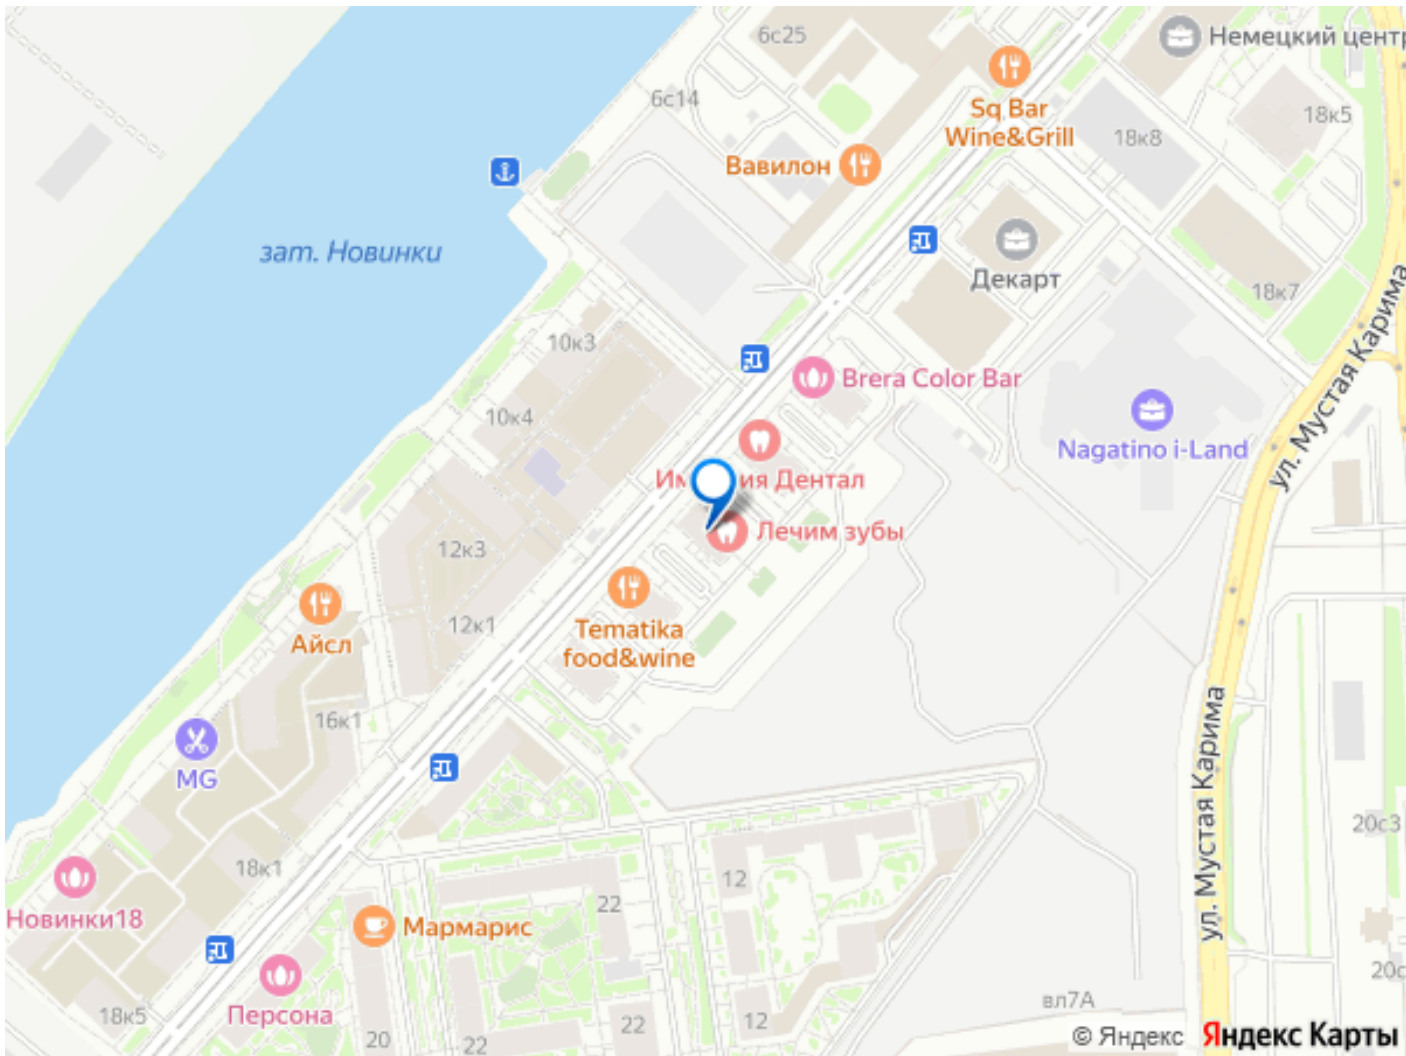 6с25
Немецкий центр
6с14
Sq Bar
Wine&Grill
18к5
18к8
Вавилон
зат. Новинки
Декарт
18к7
10к3
Brera Color Bar
ул. Мустая Карима
10к4
Nagatino i-Land
Дентал
Лечим зубы
12к3
Айсл
12к1
Tematika
food&wine
16к1
MG
ул. Мустая Карима
20с3
18к1
12
22
Новинки18
Мармарис
20с
Персона
18к5
вл7А
20
22
22
12
© Яндекс Яндекс Карты